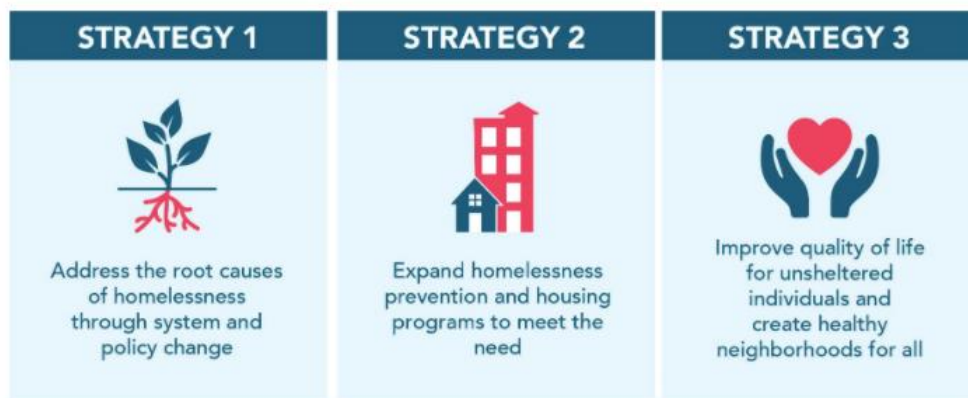 STRATEGY 1
Address the root causes
of homelessness
through system and
policy change
STRATEGY 2
Expand homelessness
prevention and housing
programs to meet the
need
STRATEGY 3
Improve quality of life
for unsheltered
individuals and
create healthy
neighborhoods for all